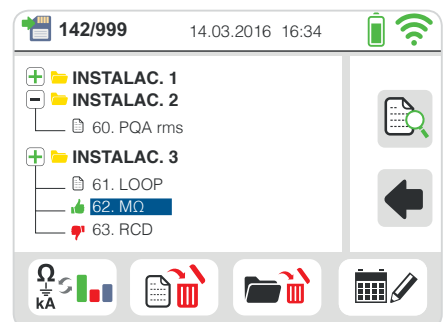 142/999 14.03.2016 16:34
INSTALAC. 1
INSTALAC. 2
60. PQA rms
INSTALAC. 3
61. LOOP
62. MΩ
63. RCD
Ω
kA